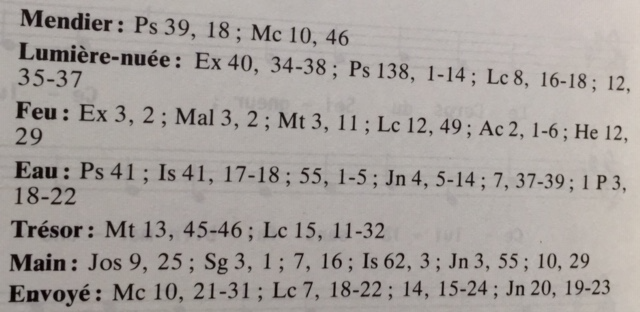 Mendier : Ps 39, 18 ; Mc 10, 46
Lumière-nuée : Ex 40, 34-38 ; Ps 138, 1-14 ; Lc 8, 16-18 ; 12,
35-37
Feu : Ex 3, 2 ; Mal 3, 2 ; Mt 3, 11 ; Lc 12, 49 ; Ac 2, 1-6 ; He 12,
29
Eau : Ps 41 ; Is 41, 17-18 ; 55, 1-5 ; Jn 4, 5-14 ; 7, 37-39 ; 1 P 3,
18-22
Trésor : Mt 13, 45-46 ; Lc 15, 11-32
Main : Jos 9, 25 ; Sg 3, 1 ; 7, 16 ; Is 62, 3 ; Jn 3, 55 ; 10, 29
Envoyé : Mc 10, 21-31 ; Lc 7, 18-22 ; 14, 15-24 ; Jn 20, 19-23